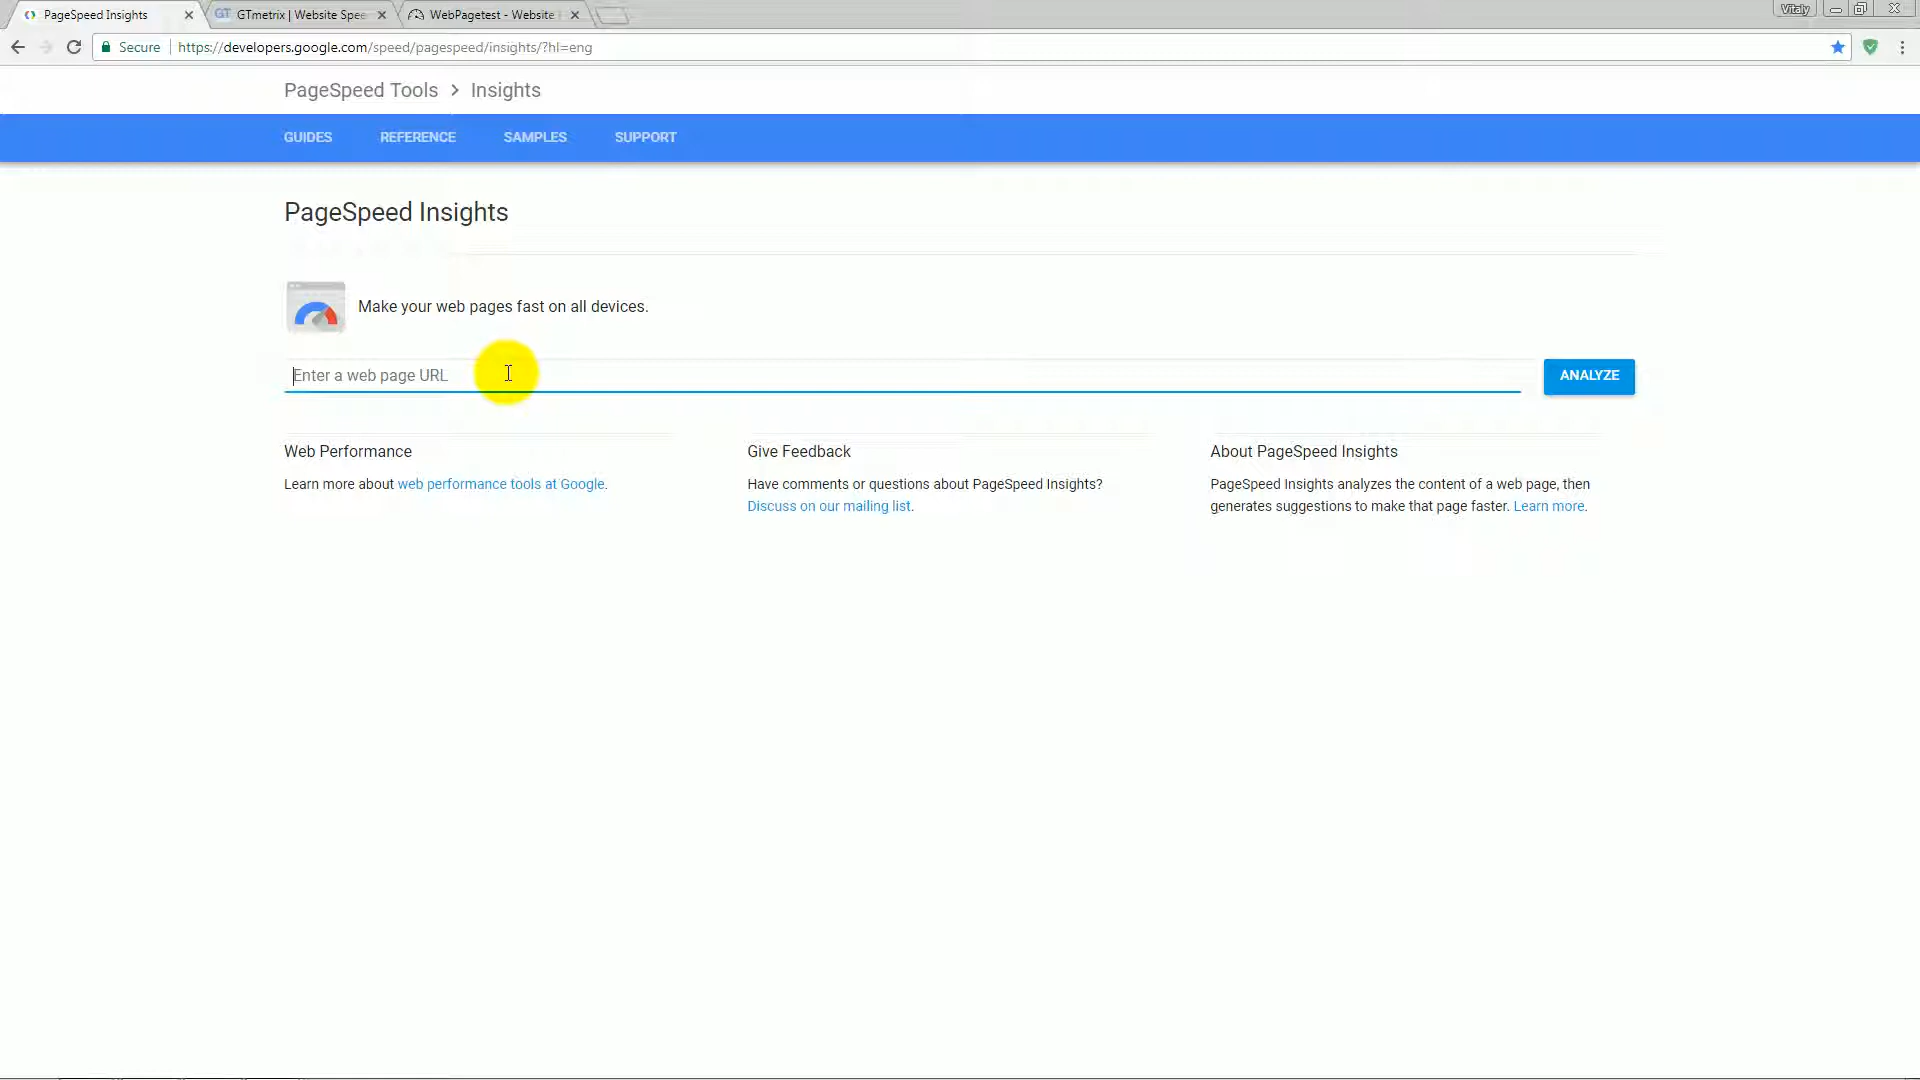 PageSpeed Insights
GT GTmetrix | Website Spee
WebPagetest - Website
Vitaly
Secure https://developers.google.com/speed/pagespeed/insights/?hl=eng
PageSpeed Tools > Insights
GUIDES REFERENCE SAMPLES SUPPORT
PageSpeed Insights
Make your web pages fast on all devices.
Enter a web page URL
ANALYZE
Web Performance
Learn more about web performance tools at Google.
Give Feedback
Have comments or questions about PageSpeed Insights?
Discuss on our mailing list.
About PageSpeed Insights
PageSpeed Insights analyzes the content of a web page, then
generates suggestions to make that page faster. Learn more.